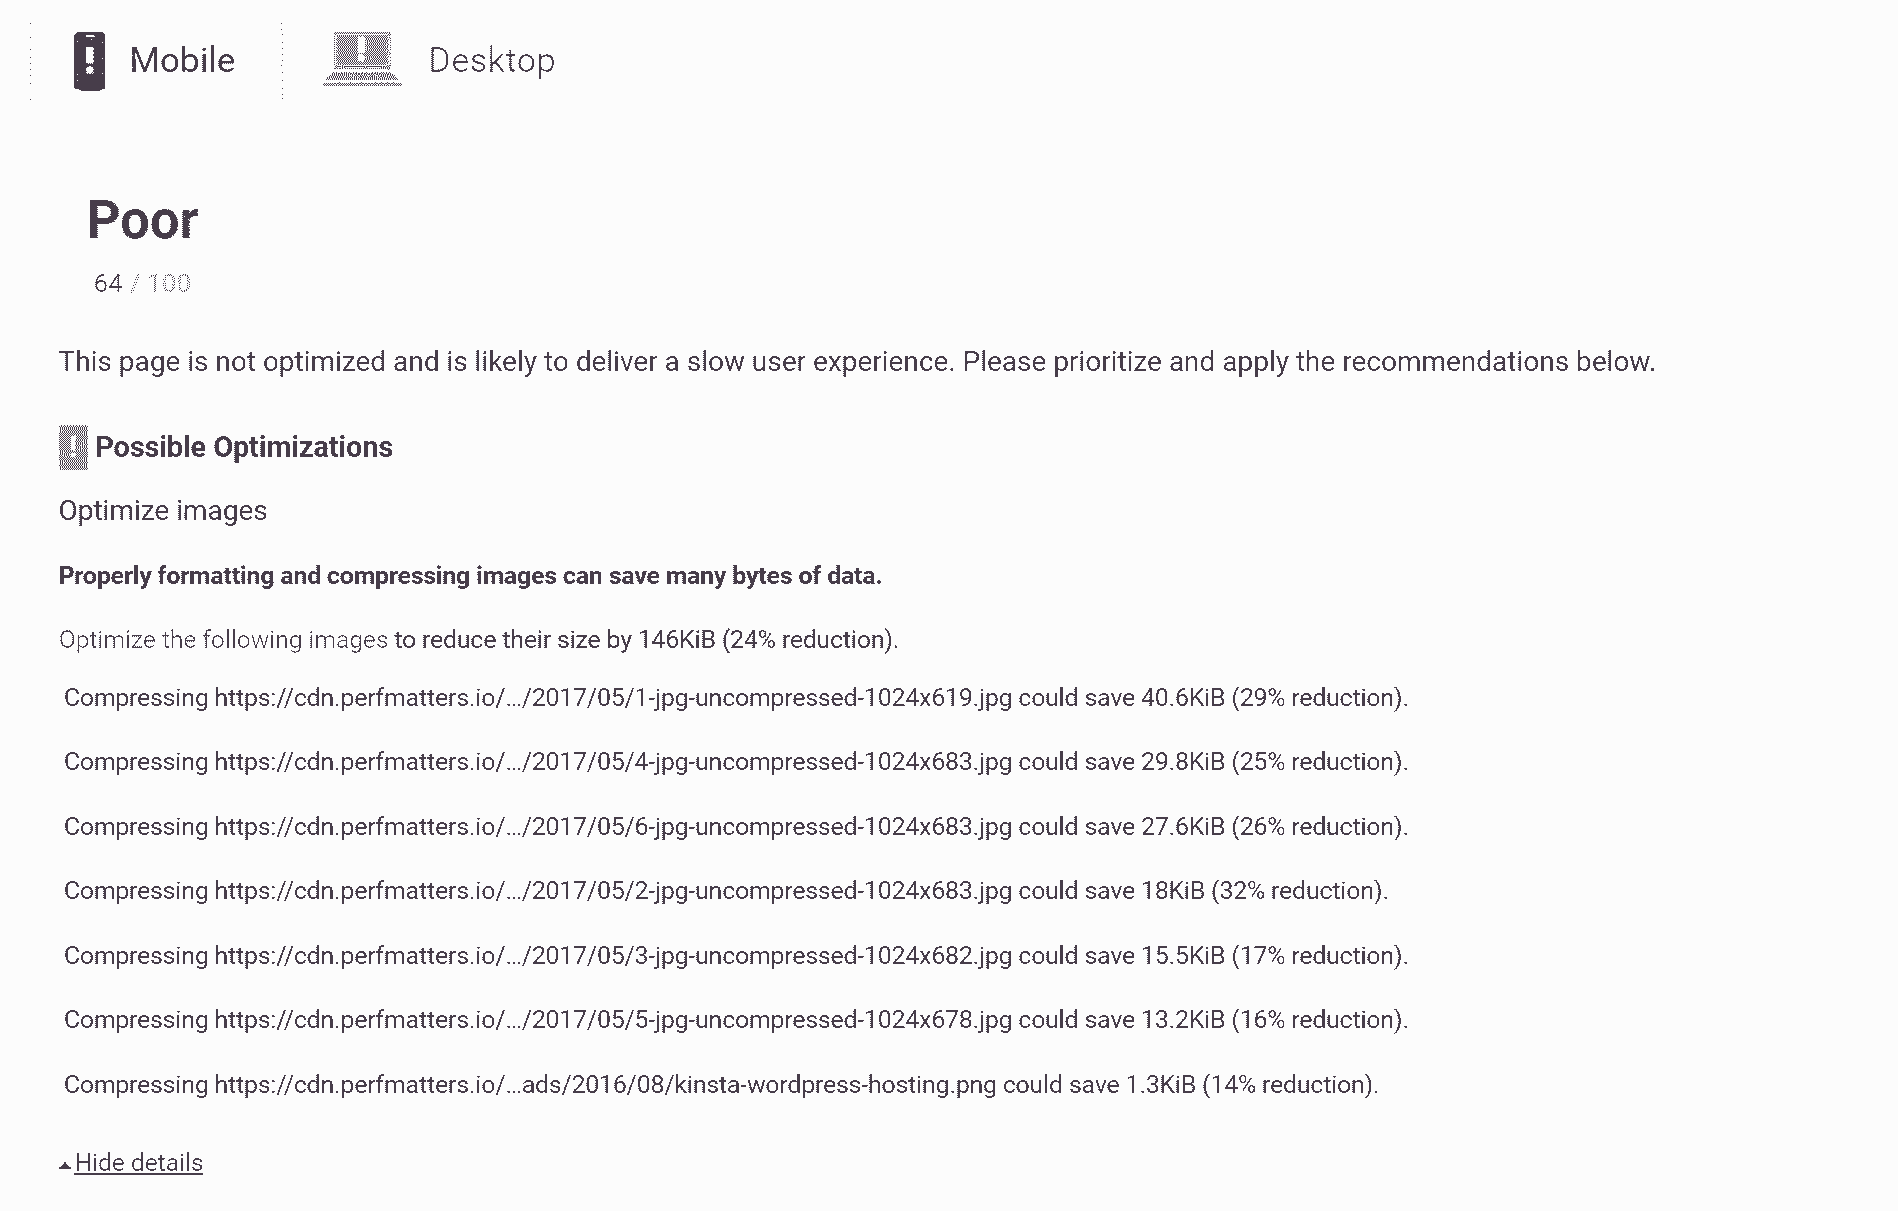 Mobile Desktop
Poor
64 / 100
This page is not optimized and is likely to deliver a slow user experience. Please prioritize and apply the recommendations below.
Possible Optimizations
Optimize images
Properly formatting and compressing images can save many bytes of data.
Optimize the following images to reduce their size by 146KiB (24% reduction).
Compressing https://cdn.perfmatters.io/…/2017/05/1-jpg-uncompressed-1024x619.jpg could save 40.6KiB (29% reduction).
Compressing https://cdn.perfmatters.io/…/2017/05/4-jpg-uncompressed-1024x683.jpg could save 29.8KiB (25% reduction).
Compressing https://cdn.perfmatters.io/…/2017/05/6-jpg-uncompressed-1024x683.jpg could save 27.6KiB (26% reduction).
Compressing https://cdn.perfmatters.io/…/2017/05/2-jpg-uncompressed-1024x683.jpg could save 18KiB (32% reduction).
Compressing https://cdn.perfmatters.io/…/2017/05/3-jpg-uncompressed-1024x682.jpg could save 15.5KiB (17% reduction).
Compressing https://cdn.perfmatters.io/…/2017/05/5-jpg-uncompressed-1024x678.jpg could save 13.2KiB (16% reduction).
Compressing https://cdn.perfmatters.io/…ads/2016/08/kinsta-wordpress-hosting.png could save 1.3KiB (14% reduction).
Hide details